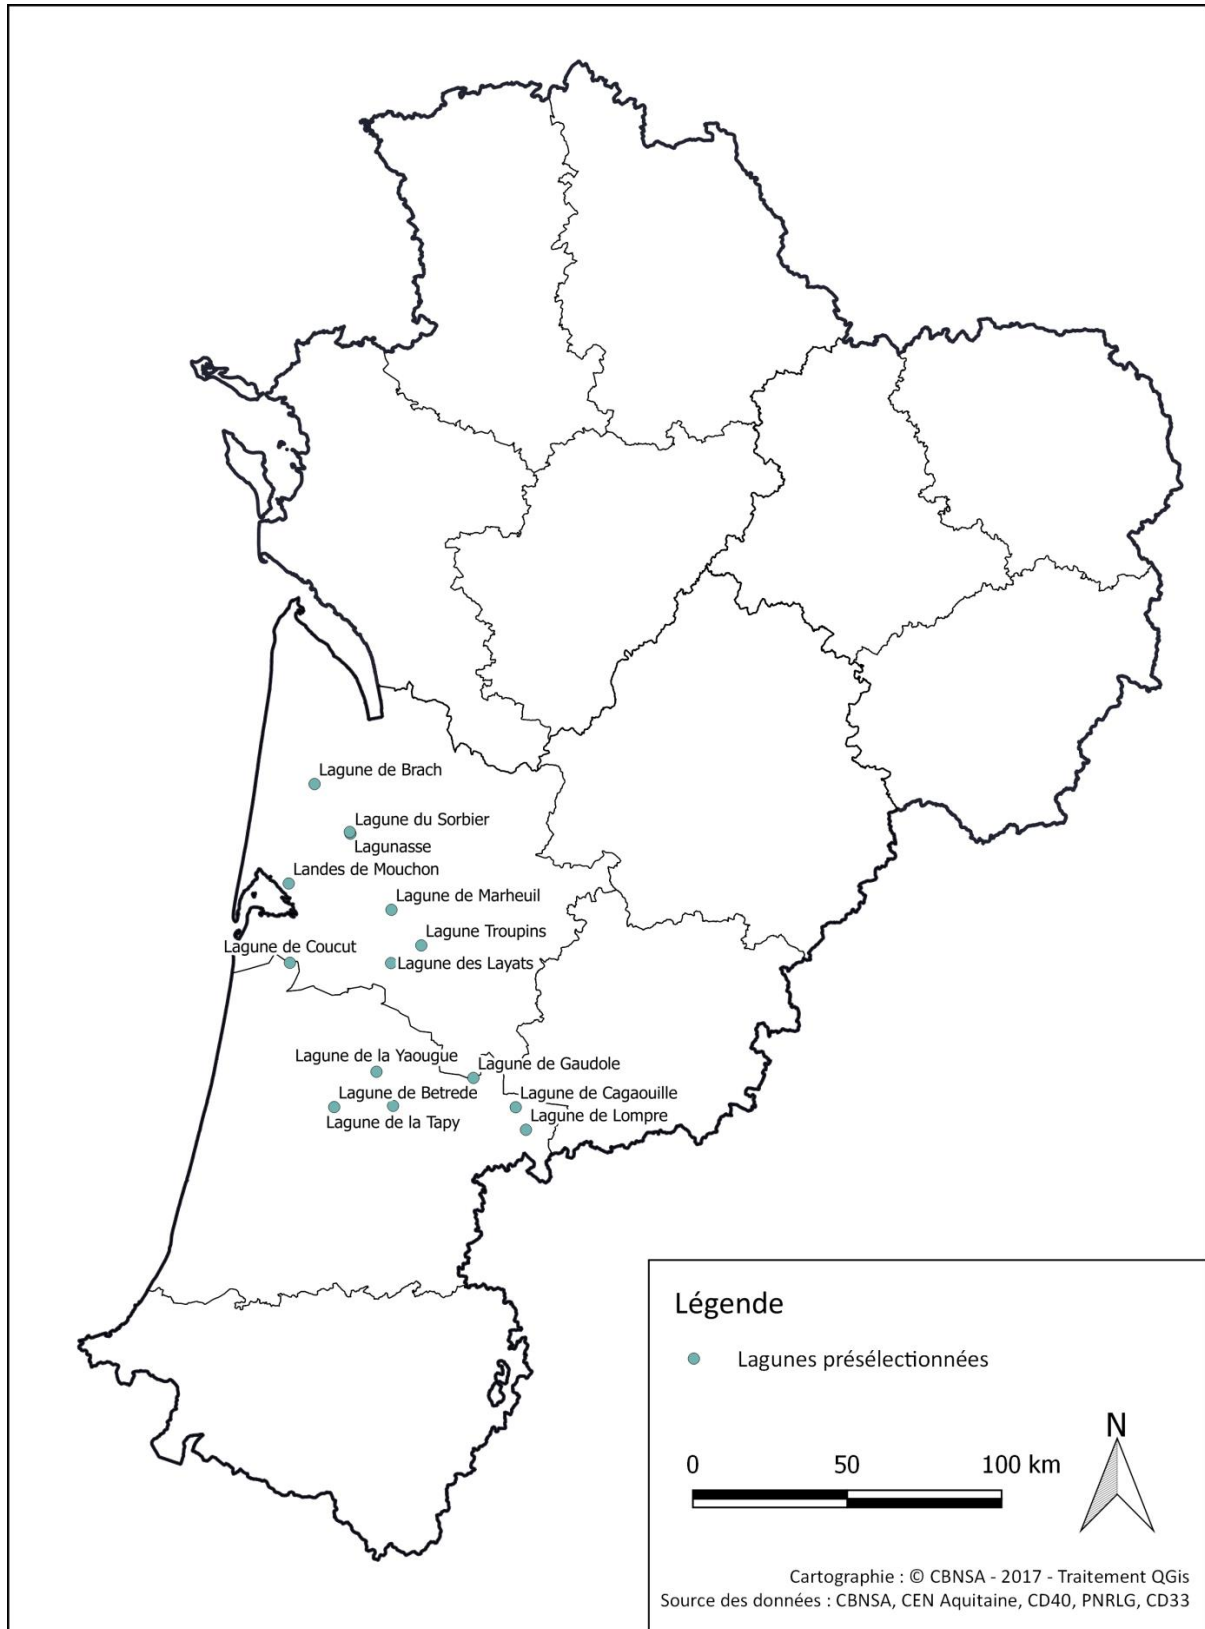 Lagune de Brach
Lagune du Sorbier
Lagunasse
Landes de Mouchon
Lagune de Marheuil
Lagune Troupins
Lagune de Coucut
Lagune des Layats
Lagune de la Yaougue
Lagune de Gaudole
Lagune de Betrede
Lagune de Cagaouille
Lagune de la Tapy
Lagune de Lompre
Légende
Lagunes présélectionnées
N
0 50 100 km
Cartographie : © CBNSA - 2017 - Traitement QGis
Source des données : CBNSA, CEN Aquitaine, CD40, PNRLG, CD33